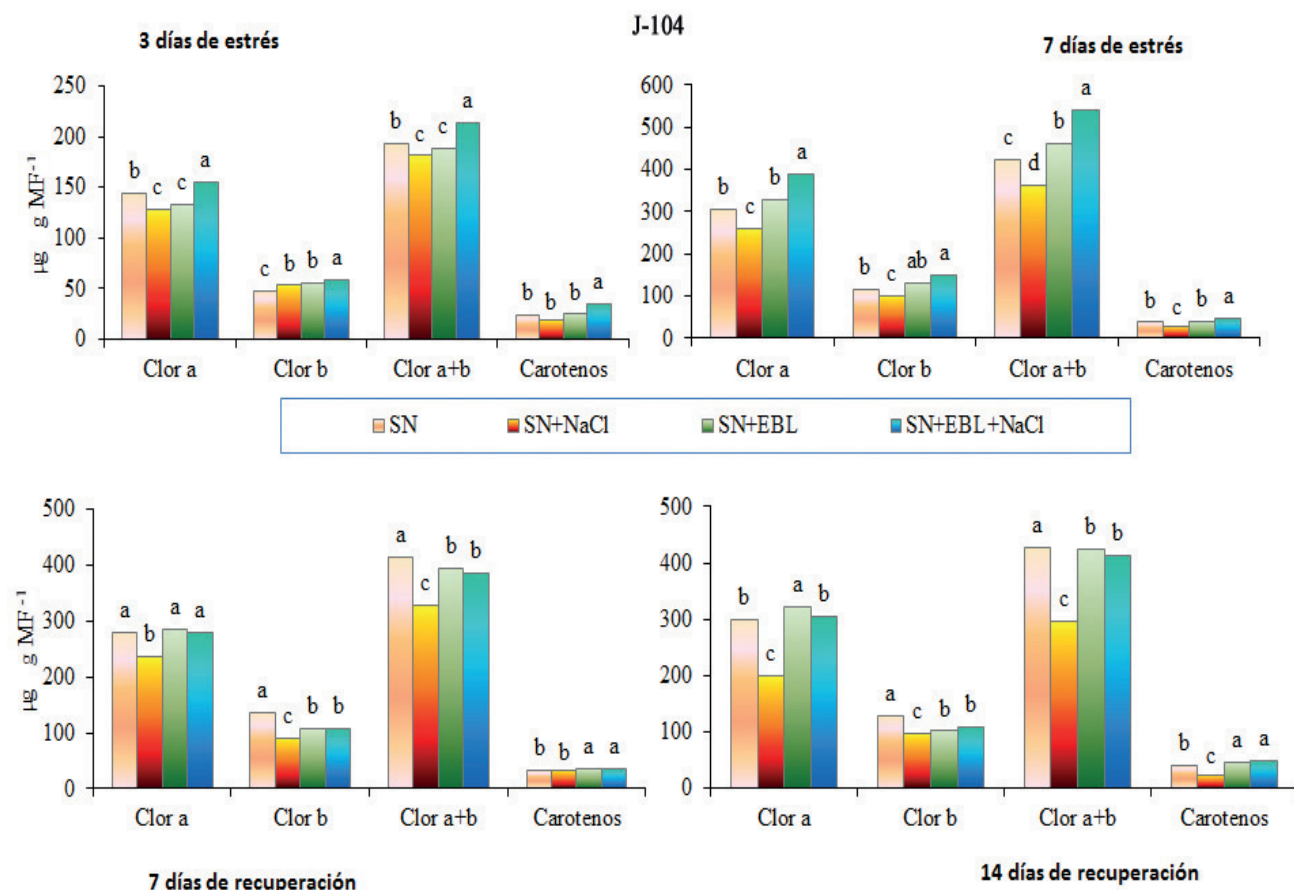 J-104
3 días de estrés
7 días de estrés
µg g MF⁻¹
250
200
150
100
50
0
b c c a
c b b a
b c c a
b b b a
Clor a Clor b Clor a+b Carotenos
600
500
400
300
200
100
0
b c b a
b c ab a
c d b a
b c b a
Clor a Clor b Clor a+b Carotenos
SN SN+NaCl SN+EBL SN+EBL+NaCl
µg g MF⁻¹
500
400
300
200
100
0
a b a a
a c b b
a c b b
b b a a
Clor a Clor b Clor a+b Carotenos
7 días de recuperación
500
400
300
200
100
0
b c a b
a c b b
a c b b
b c a a
Clor a Clor b Clor a+b Carotenos
14 días de recuperación